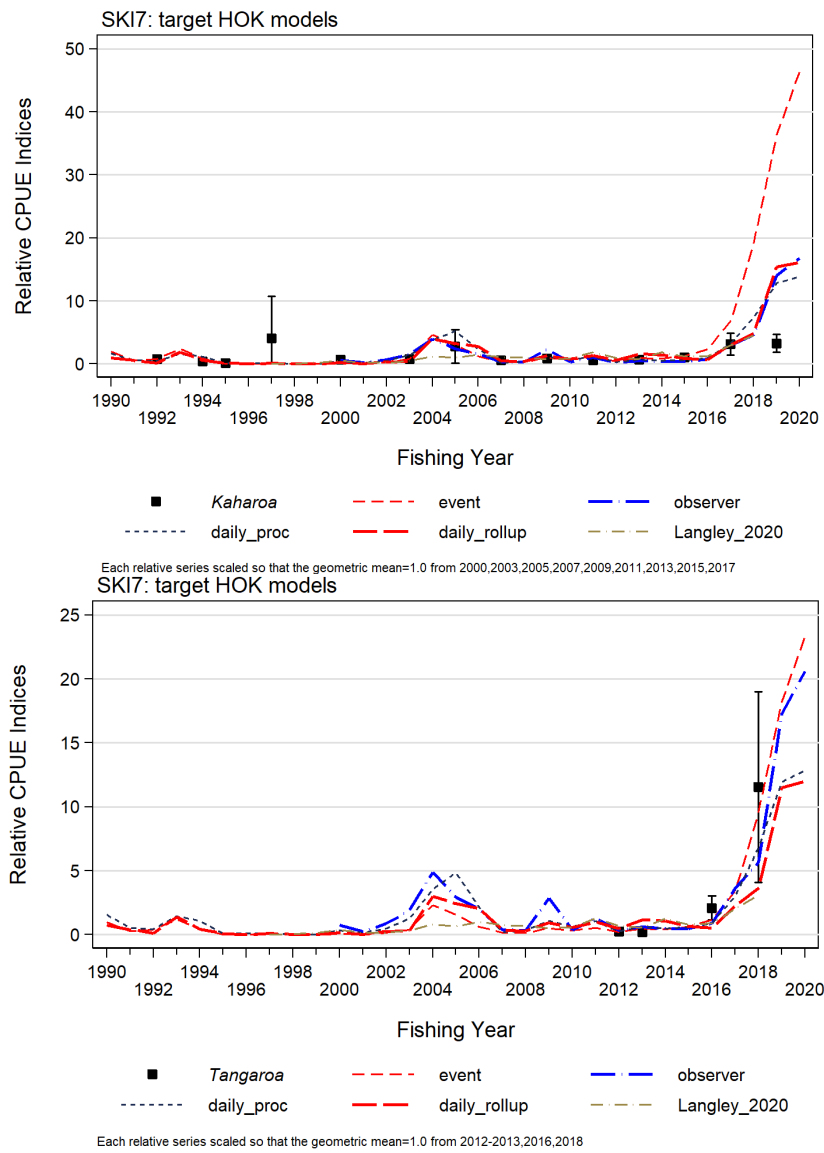 SKI7: target HOK models
Relative CPUE Indices
50
40
30
20
10
0
1990 1994 1996 2000 2002 2004 2006 2010 2014 2018
1992 1996 1998 2000 2004 2008 2012 2016 2020
Fishing Year
Kaharoa event observer
daily_proc daily_rollup Langley_2020
Each relative series scaled so that the geometric mean=1.0 from 2000,2003,2005,2007,2009,2011,2013,2015,2017
SKI7: target HOK models
Relative CPUE Indices
25
20
15
10
5
0
1990 1994 1998 2002 2006 2010 2014 2018
1992 1996 2000 2004 2008 2012 2016 2020
Fishing Year
Tangaroa event observer
daily_proc daily_rollup Langley_2020
Each relative series scaled so that the geometric mean=1.0 from 2012-2013,2016,2018